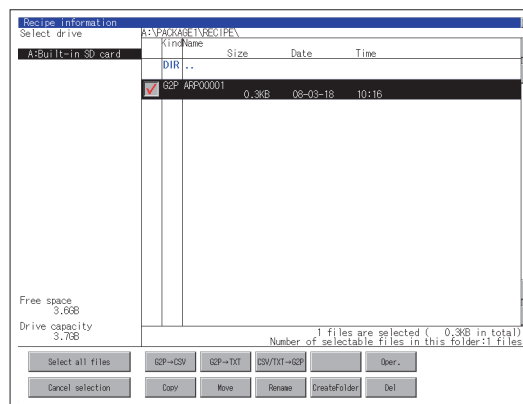 Recipe information
Select drive
A:\PACKAGE1\RECIPE\
A:Built-in SD card
Kind Name
Size Date Time
DIR ..
G2P ARP00001
0.3KB 08-03-18 10:16
Free space
3.6GB
Drive capacity
3.7GB
1 files are selected ( 0.3KB in total)
Number of selectable files in this folder:1 files
Select all files G2P→CSV G2P→TXT CSV/TXT→G2P Oper.
Cancel selection Copy Move Rename CreateFolder Del